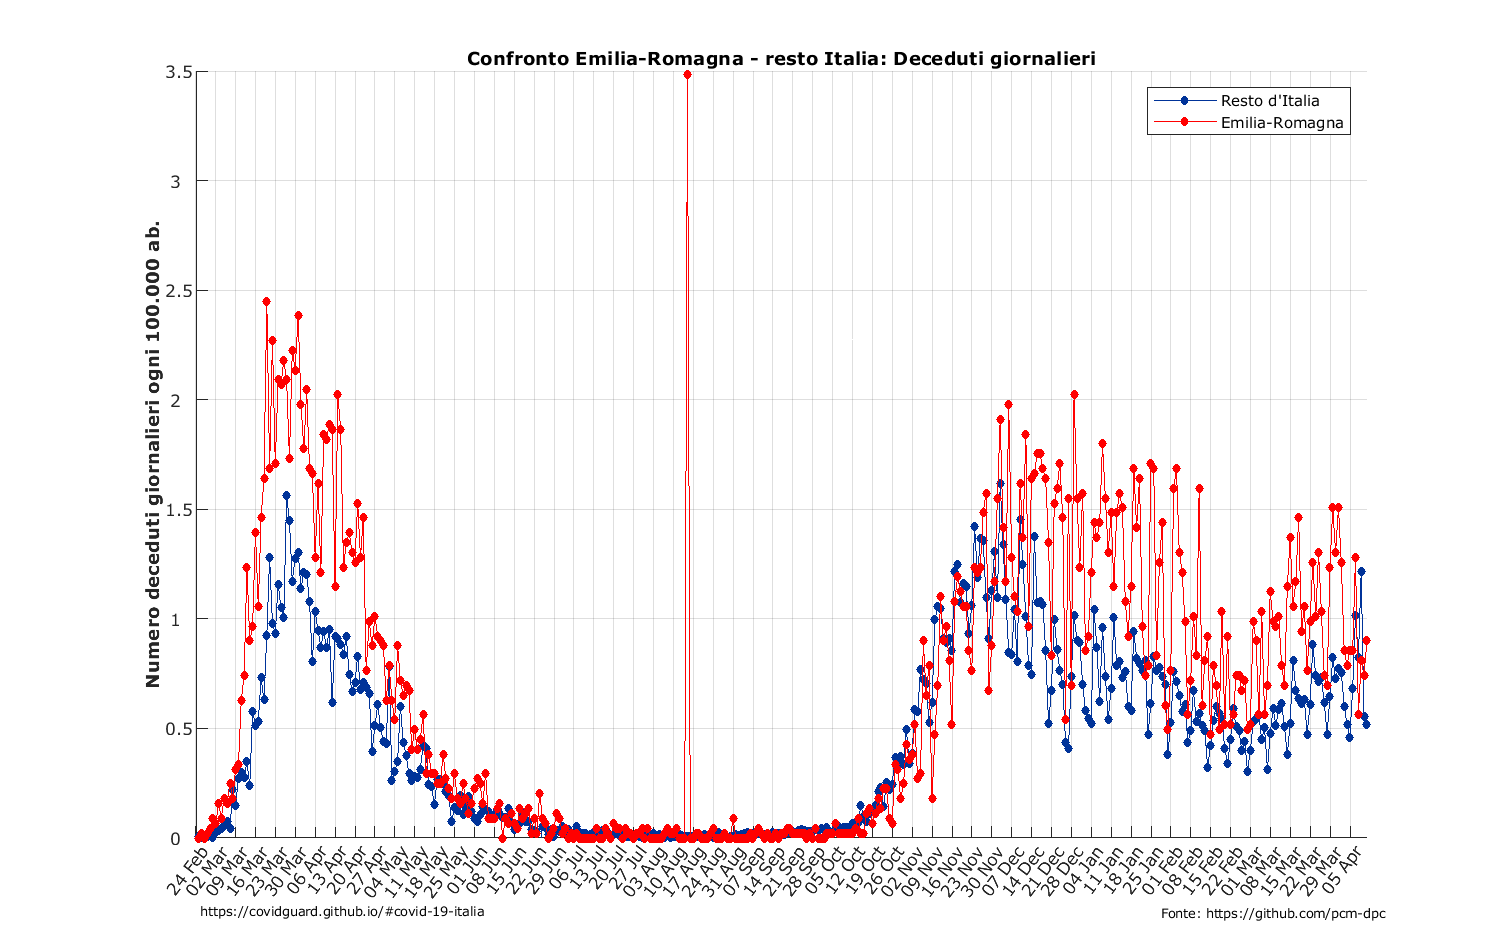 Confronto Emilia-Romagna - resto Italia: Deceduti giornalieri
Numero deceduti giornalieri ogni 100.000 ab.
3.5
3
2.5
2
1.5
1
0.5
0
Resto d'Italia
Emilia-Romagna
24 Feb
02 Mar
09 Mar
16 Mar
23 Mar
30 Mar
06 Apr
13 Apr
20 Apr
27 Apr
04 May
11 May
18 May
25 May
01 Jun
08 Jun
15 Jun
22 Jun
29 Jun
06 Jul
13 Jul
20 Jul
27 Jul
03 Aug
10 Aug
17 Aug
24 Aug
31 Aug
07 Sep
14 Sep
21 Sep
28 Sep
05 Oct
12 Oct
19 Oct
26 Oct
02 Nov
09 Nov
16 Nov
23 Nov
30 Nov
07 Dec
14 Dec
21 Dec
28 Dec
04 Jan
11 Jan
18 Jan
25 Jan
01 Feb
08 Feb
15 Feb
22 Feb
01 Mar
08 Mar
15 Mar
22 Mar
29 Mar
05 Apr
https://covidguard.github.io/#covid-19-italia
Fonte: https://github.com/pcm-dpc